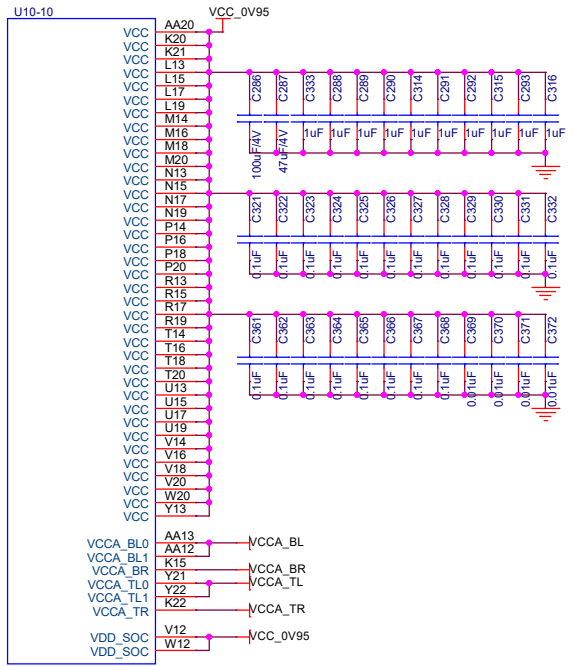 U10-10
VCC_0V95
VCC AA20
VCC K20
VCC K21
VCC L13
VCC L15
VCC L17
VCC L19
VCC M14
VCC M16
VCC M18
VCC M20
VCC N13
VCC N15
VCC N17
VCC N19
VCC P14
VCC P16
VCC P18
VCC P20
VCC R13
VCC R15
VCC R17
VCC R19
VCC T14
VCC T16
VCC T18
VCC T20
VCC U13
VCC U15
VCC U17
VCC U19
VCC V14
VCC V16
VCC V18
VCC V20
VCC W20
VCC Y13
C286 C287 C333 C288 C289 C290 C314 C291 C292 C315 C293 C316
100uF/4V 47uF/4V 1uF 1uF 1uF 1uF 1uF 1uF 1uF 1uF 1uF 1uF
C321 C322 C323 C324 C325 C326 C327 C328 C329 C330 C331 C332
0.1uF 0.1uF 0.1uF 0.1uF 0.1uF 0.1uF 0.1uF 0.1uF 0.1uF 0.1uF 0.1uF 0.1uF
C361 C362 C363 C364 C365 C366 C367 C368 C369 C370 C371 C372
0.1uF 0.1uF 0.1uF 0.1uF 0.1uF 0.1uF 0.1uF 0.1uF 0.01uF 0.01uF 0.01uF 0.01uF
VCCA_BL0 AA13 VCCA_BL
VCCA_BL1 AA12
VCCA_BR K15 VCCA_BR
VCCA_TL0 Y21 VCCA_TL
VCCA_TL1 Y22
VCCA_TR K22 VCCA_TR
VDD_SOC V12 VCC_0V95
VDD_SOC W12